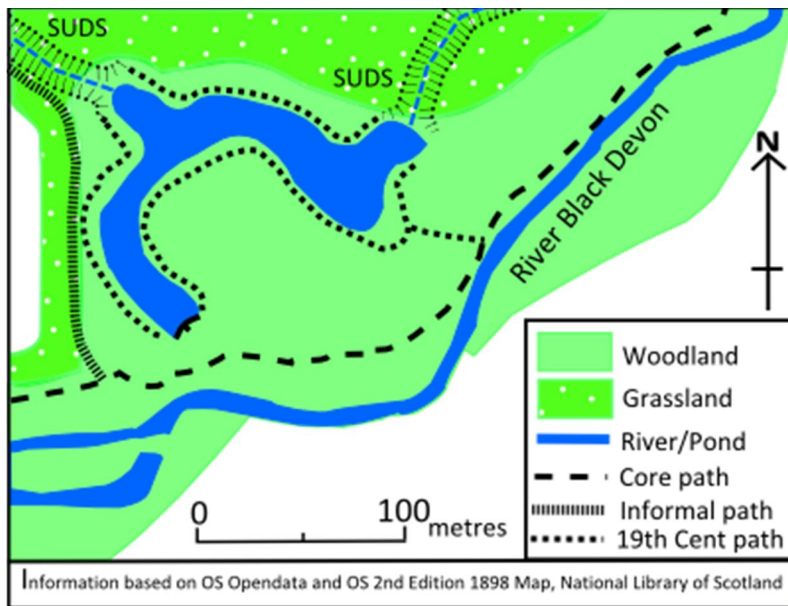 SUDS
SUDS
N
River Black Devon
Woodland
Grassland
River/Pond
Core path
Informal path
19th Cent path
0 100 metres
Information based on OS Opendata and OS 2nd Edition 1898 Map, National Library of Scotland